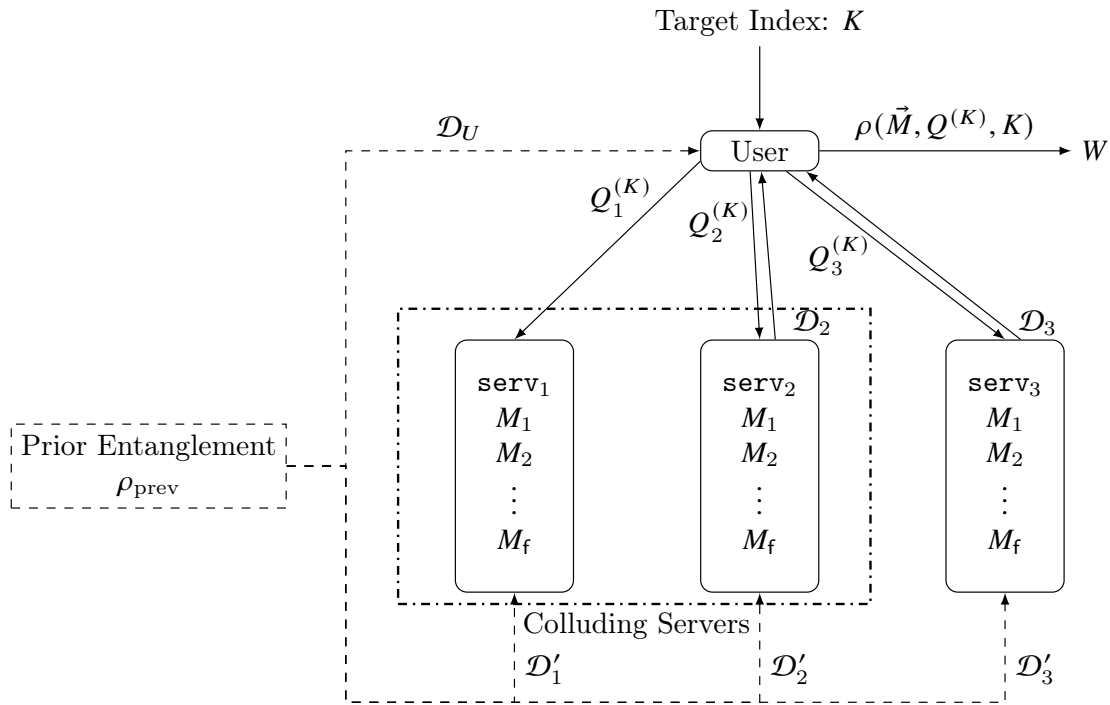 Target Index: K
𝒟_U
User
ρ(M⃗, Q^(K), K)
W
Q_1^(K)
Q_2^(K)
Q_3^(K)
𝒟_2
𝒟_3
serv_1
M_1
M_2
⋮
M_f
serv_2
M_1
M_2
⋮
M_f
serv_3
M_1
M_2
⋮
M_f
Prior Entanglement
ρ_prev
Colluding Servers
𝒟′_1
𝒟′_2
𝒟′_3